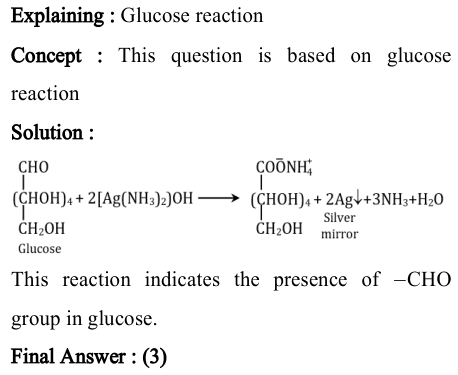 Explaining : Glucose reaction
Concept : This question is based on glucose
reaction
Solution :
CHO COŌNH₄⁺
(CHOH)₄ + 2[Ag(NH₃)₂)OH ⟶ (CHOH)₄ + 2Ag↓+3NH₃+H₂O
CH₂OH CH₂OH Silver
Glucose mirror
This reaction indicates the presence of –CHO
group in glucose.
Final Answer : (3)